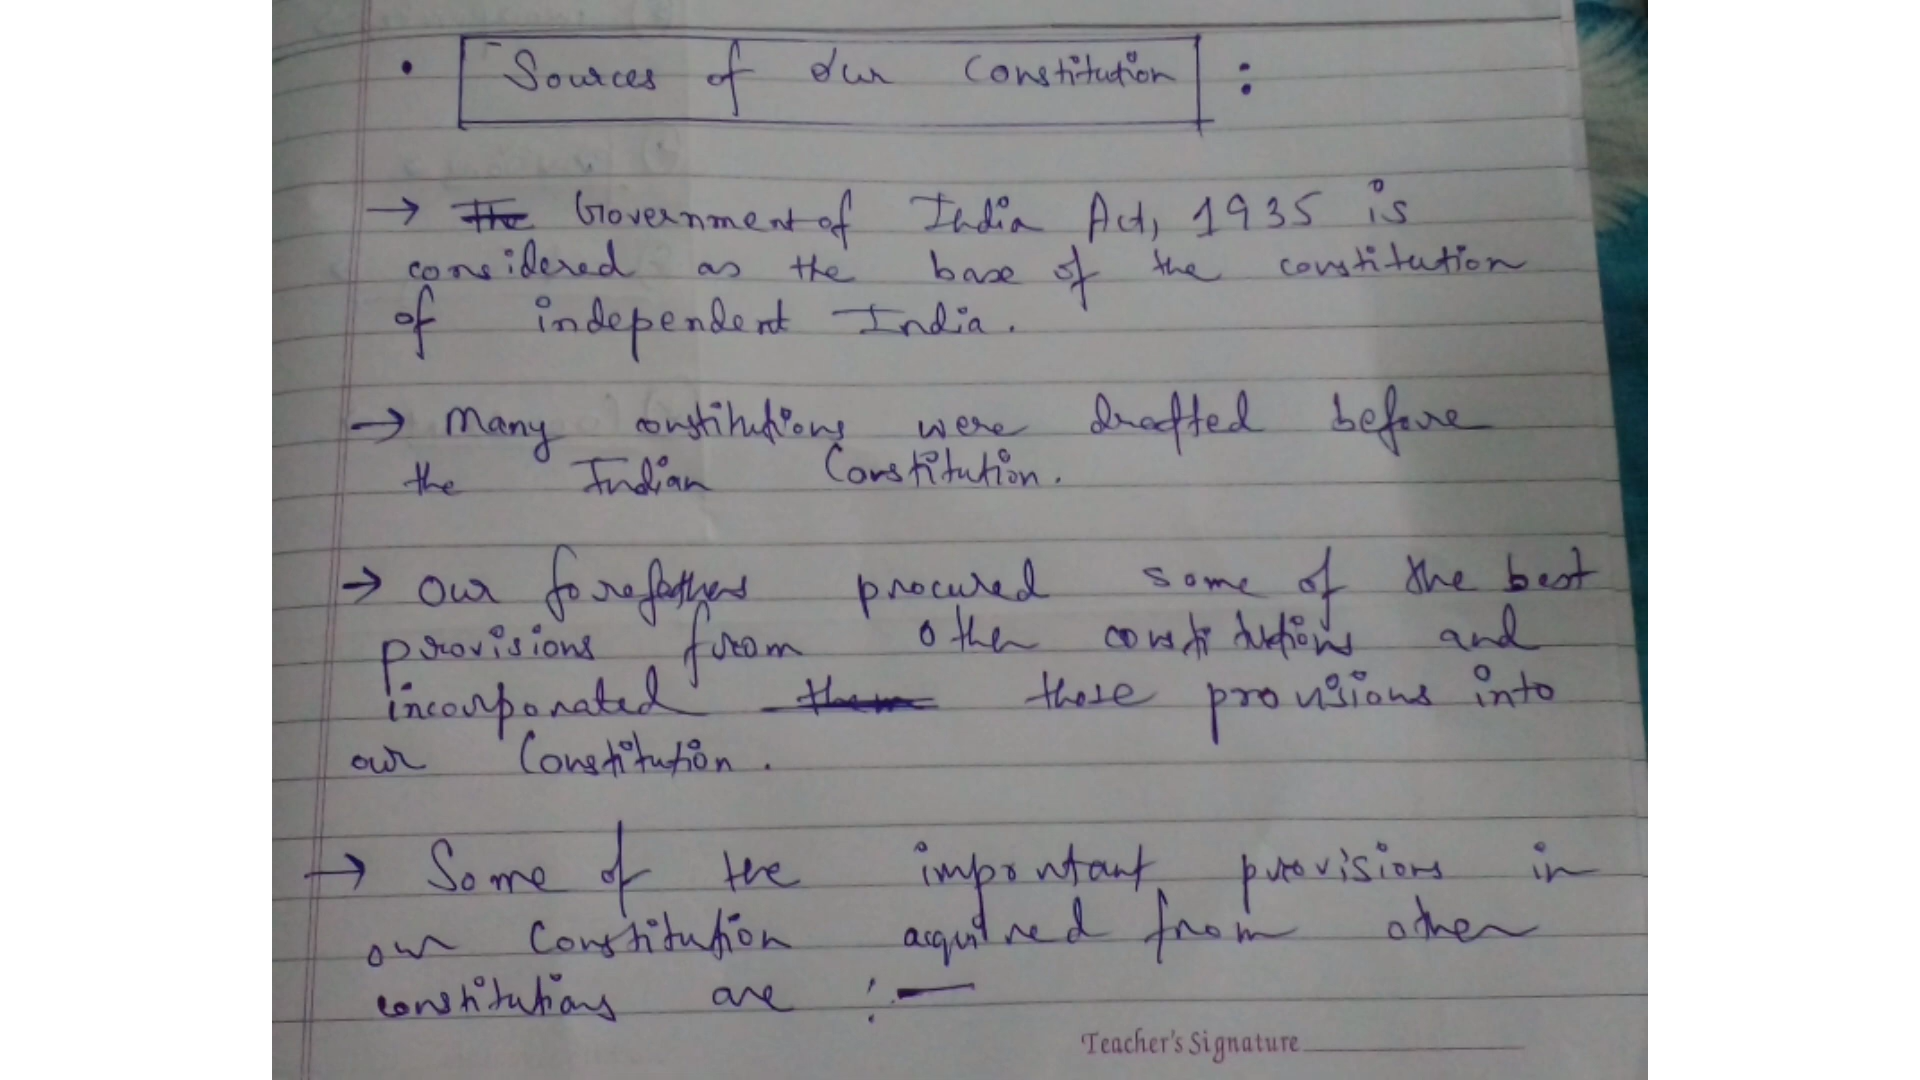 • Sources of our Constitution :
→ The Government of India Act, 1935 is
considered as the base of the constitution
of independent India.
→ Many constitutions were drafted before
the Indian Constitution.
→ Our forefathers procured some of the best
provisions from other constitutions and
incorporated them those provisions into
our Constitution.
→ Some of the important provisions in
our Constitution acquired from other
constitutions are :—
Teacher's Signature